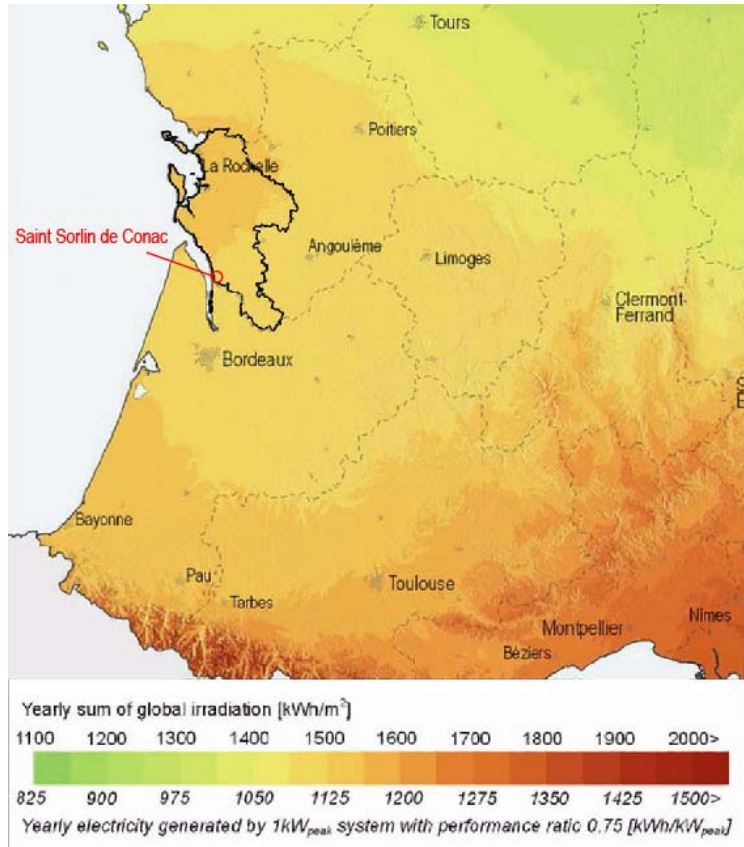 Tours
Poitiers
La Rochelle
Saint Sorlin de Conac
Angoulême
Limoges
Clermont-
Ferrand
Bordeaux
Bayonne
Pau
Tarbes
Toulouse
Montpellier
Nîmes
Béziers
Yearly sum of global irradiation [kWh/m²]
1100 1200 1300 1400 1500 1600 1700 1800 1900 2000>
825 900 975 1050 1125 1200 1275 1350 1425 1500>
Yearly electricity generated by 1kWpeak system with performance ratio 0.75 [kWh/kWpeak]